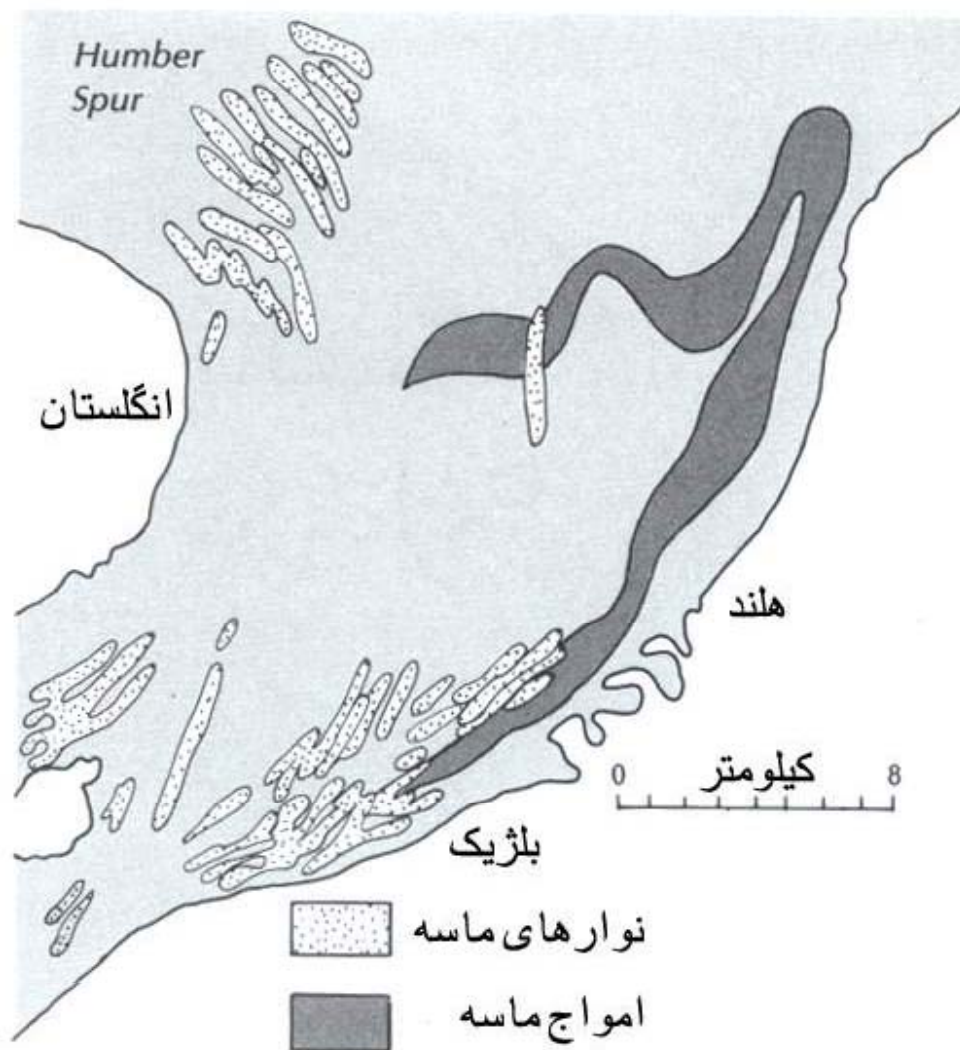 Humber
Spur
انگلستان
هلند
0 کیلومتر 8
بلژیک
نوارهای ماسه
امواج ماسه